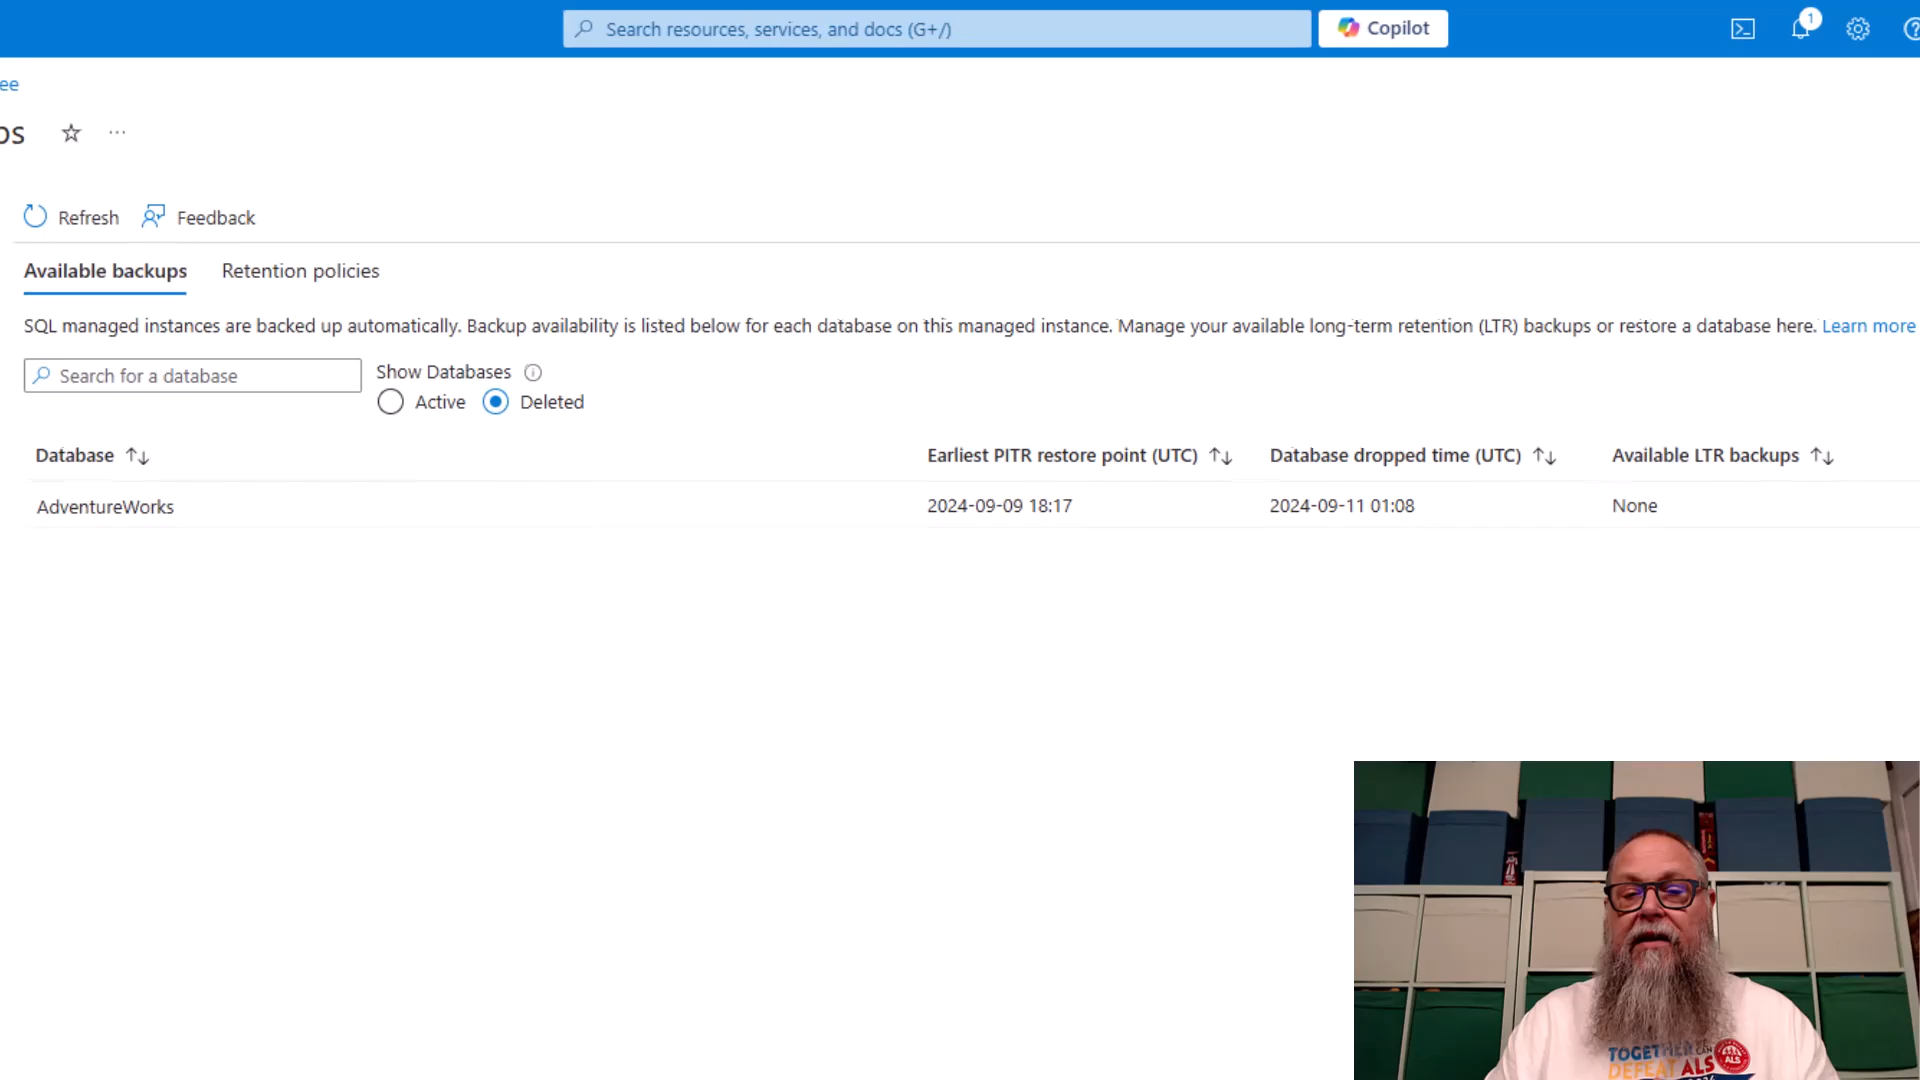 Search resources, services, and docs (G+/)
Copilot
1
ee
ps
Refresh
Feedback
Available backups
Retention policies
SQL managed instances are backed up automatically. Backup availability is listed below for each database on this managed instance. Manage your available long-term retention (LTR) backups or restore a database here. Learn more
Search for a database
Show Databases
Active
Deleted
Database
Earliest PITR restore point (UTC)
Database dropped time (UTC)
Available LTR backups
AdventureWorks
2024-09-09 18:17
2024-09-11 01:08
None
TOGETHER
CAN
DEFEAT ALS
ALS